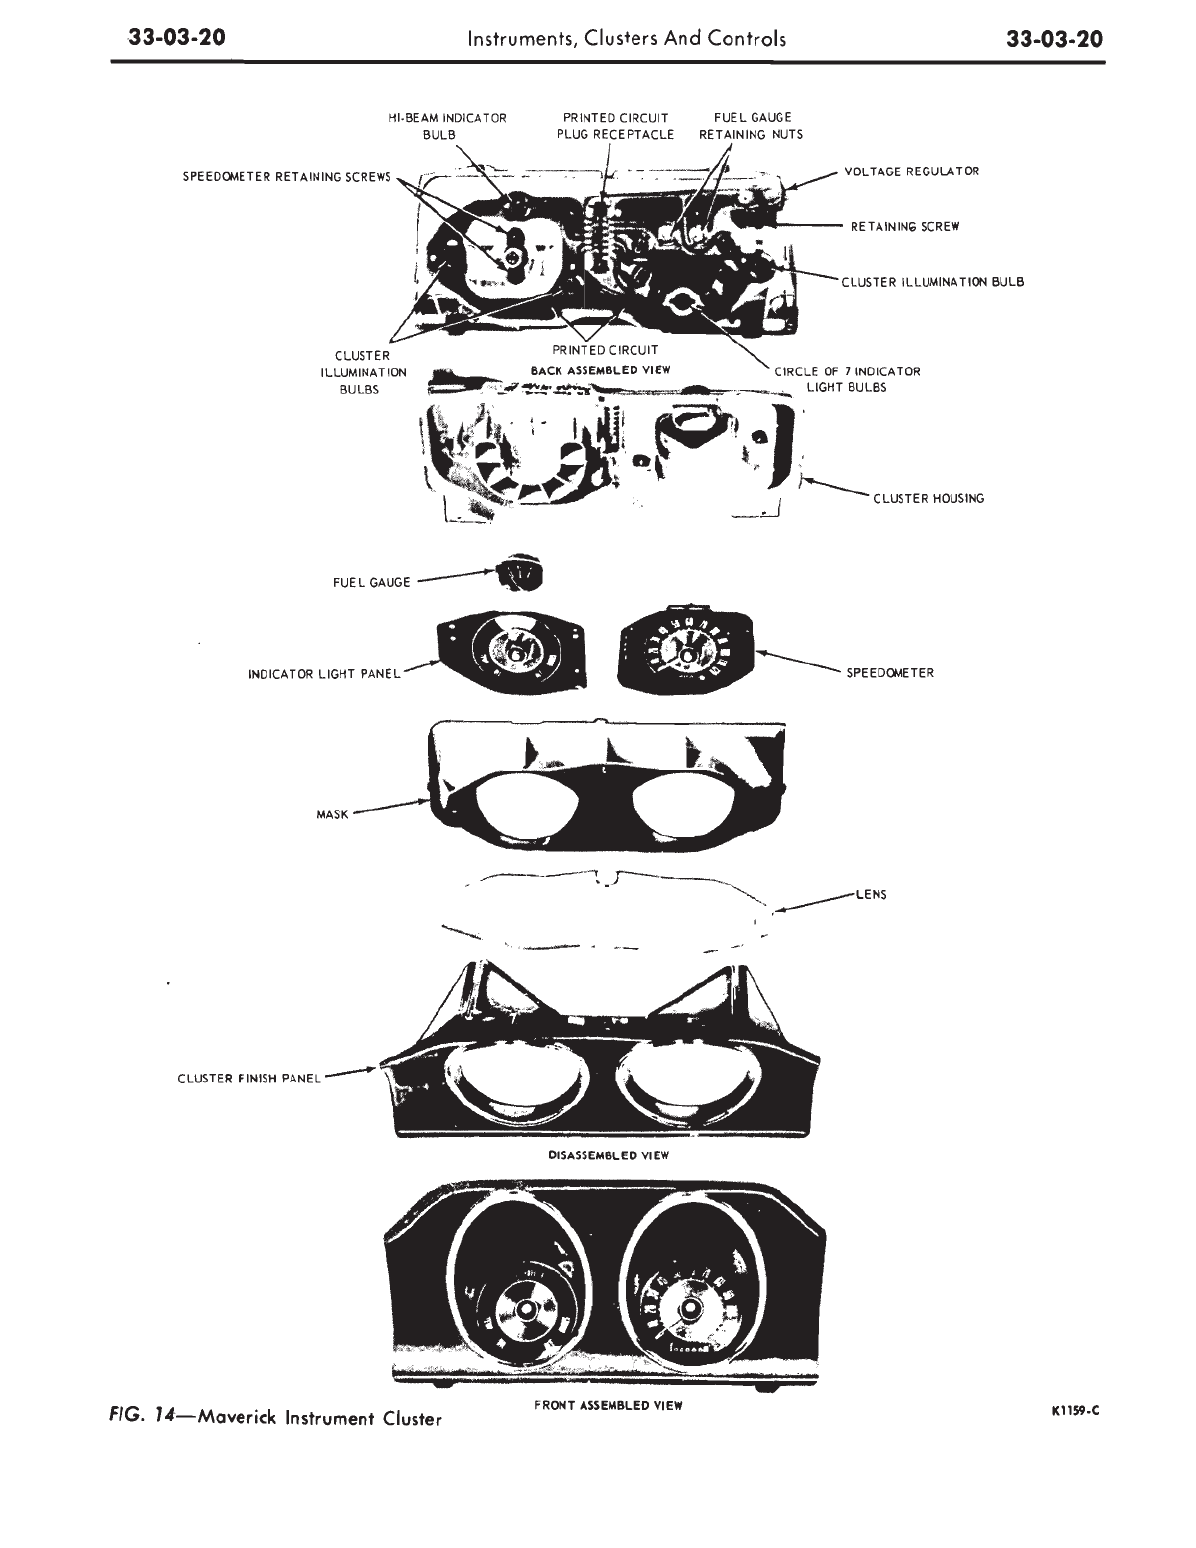 33-03-20
Instruments, Clusters And Controls
33-03-20
HI-BEAM INDICATOR
BULB
PRINTED CIRCUIT
PLUG RECEPTACLE
FUEL GAUGE
RETAINING NUTS
SPEEDOMETER RETAINING SCREWS
VOLTAGE REGULATOR
RETAINING SCREW
CLUSTER ILLUMINATION BULB
CLUSTER
ILLUMINATION
BULBS
PRINTED CIRCUIT
BACK ASSEMBLED VIEW
CIRCLE OF 7 INDICATOR
LIGHT BULBS
CLUSTER HOUSING
FUEL GAUGE
INDICATOR LIGHT PANEL
SPEEDOMETER
MASK
LENS
CLUSTER FINISH PANEL
DISASSEMBLED VIEW
FRONT ASSEMBLED VIEW
FIG. 14—Maverick Instrument Cluster
K1159-C